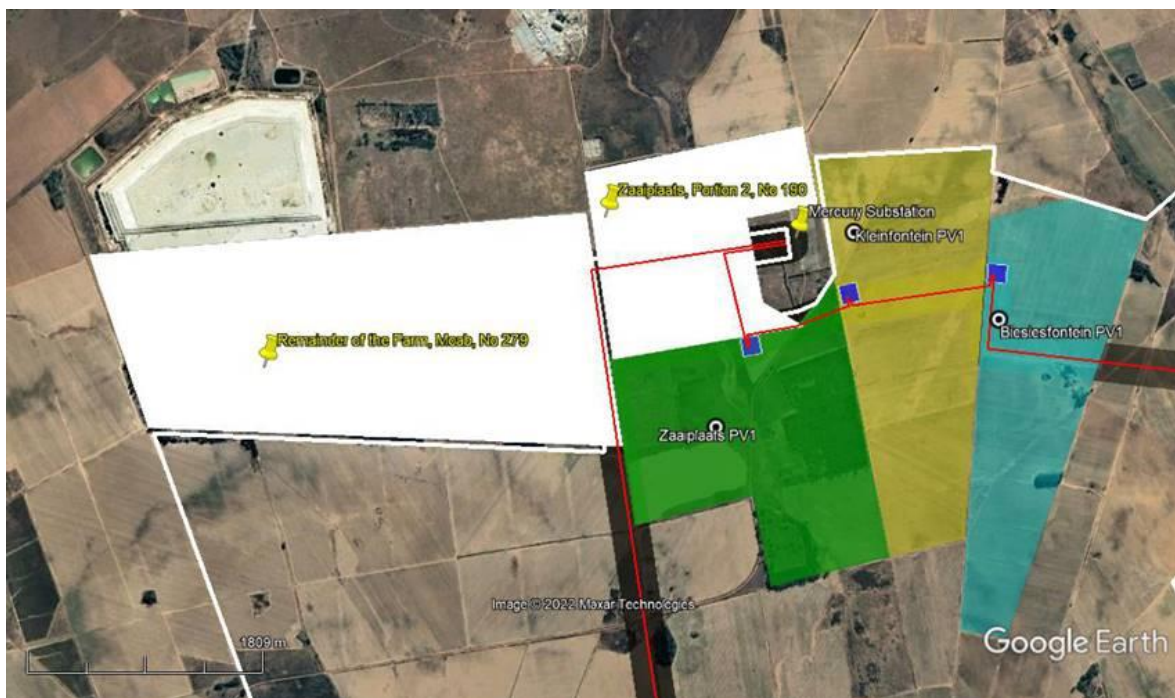 Zaaiplaats, Portion 2, No 190
Mercury Substation
Kleinfontein PV1
Biesiesfontein PV1
Remainder of the Farm, Moab, No 279
Zaaiplaats PV1
Image © 2022 Maxar Technologies
1809 m
Google Earth